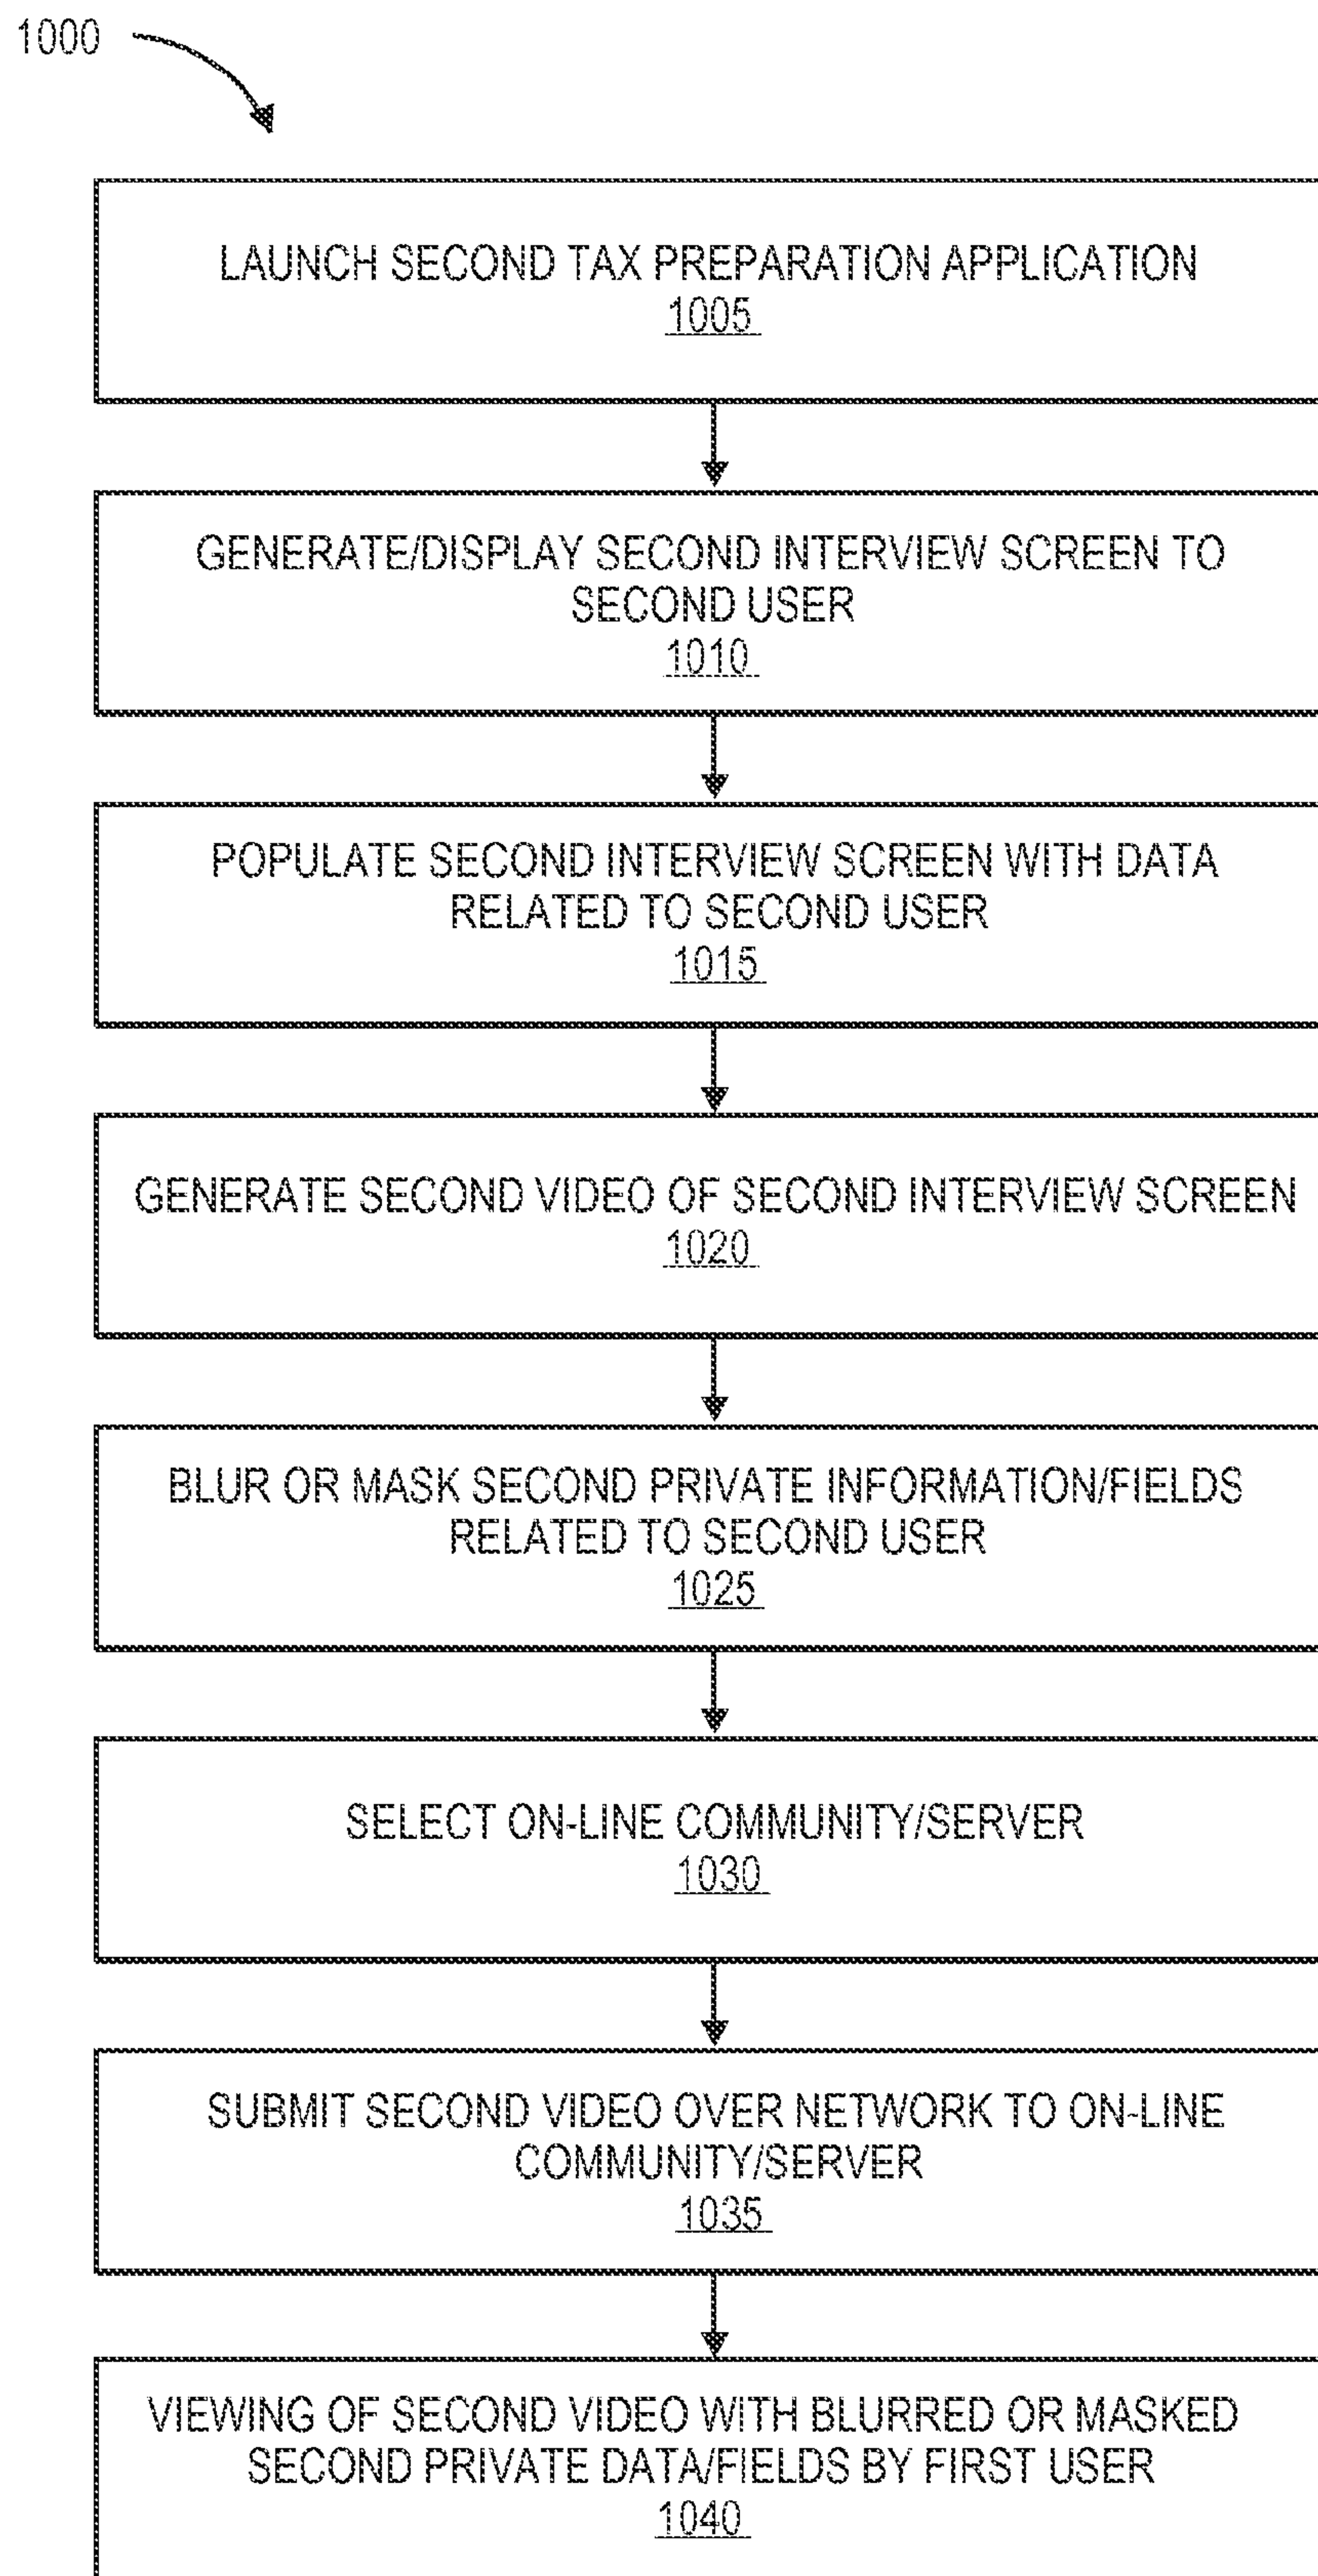 1000
LAUNCH SECOND TAX PREPARATION APPLICATION
1005
GENERATE/DISPLAY SECOND INTERVIEW SCREEN TO
SECOND USER
1010
POPULATE SECOND INTERVIEW SCREEN WITH DATA
RELATED TO SECOND USER
1015
GENERATE SECOND VIDEO OF SECOND INTERVIEW SCREEN
1020
BLUR OR MASK SECOND PRIVATE INFORMATION/FIELDS
RELATED TO SECOND USER
1025
SELECT ON-LINE COMMUNITY/SERVER
1030
SUBMIT SECOND VIDEO OVER NETWORK TO ON-LINE
COMMUNITY/SERVER
1035
VIEWING OF SECOND VIDEO WITH BLURRED OR MASKED
SECOND PRIVATE DATA/FIELDS BY FIRST USER
1040